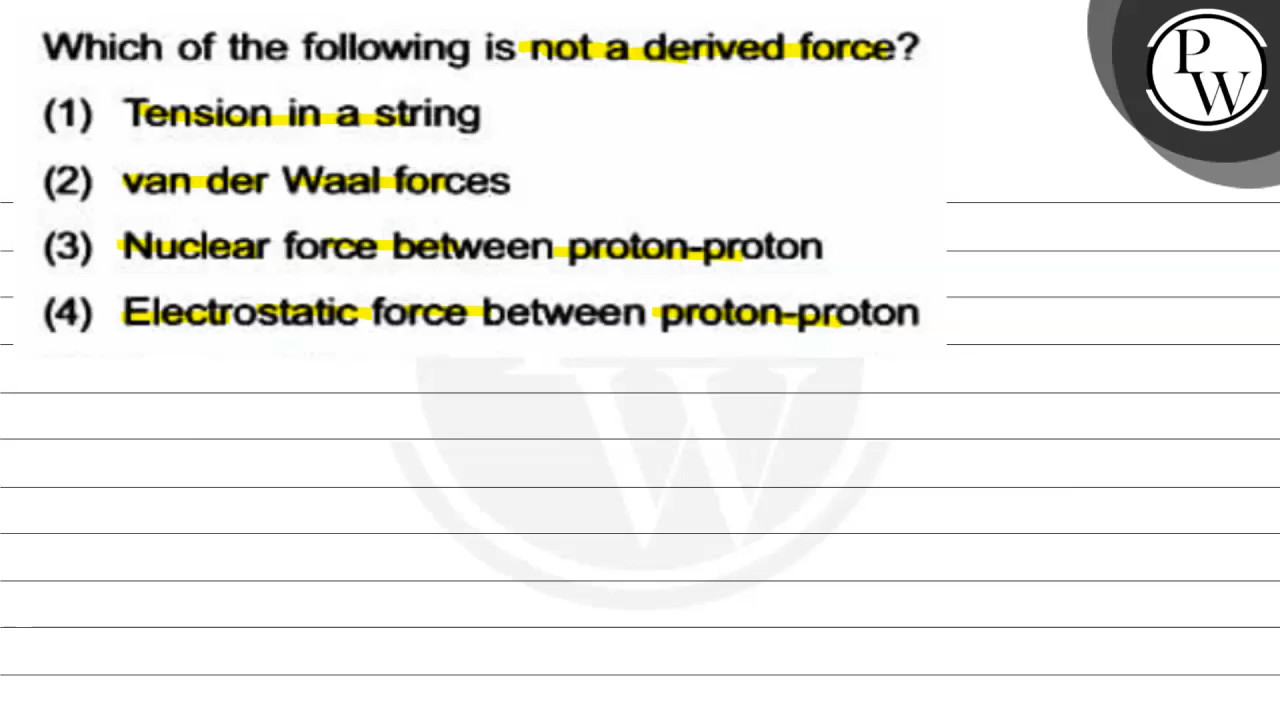 Which of the following is not a derived force?
(1) Tension in a string
(2) van der Waal forces
(3) Nuclear force between proton-proton
(4) Electrostatic force between proton-proton
P
W
W